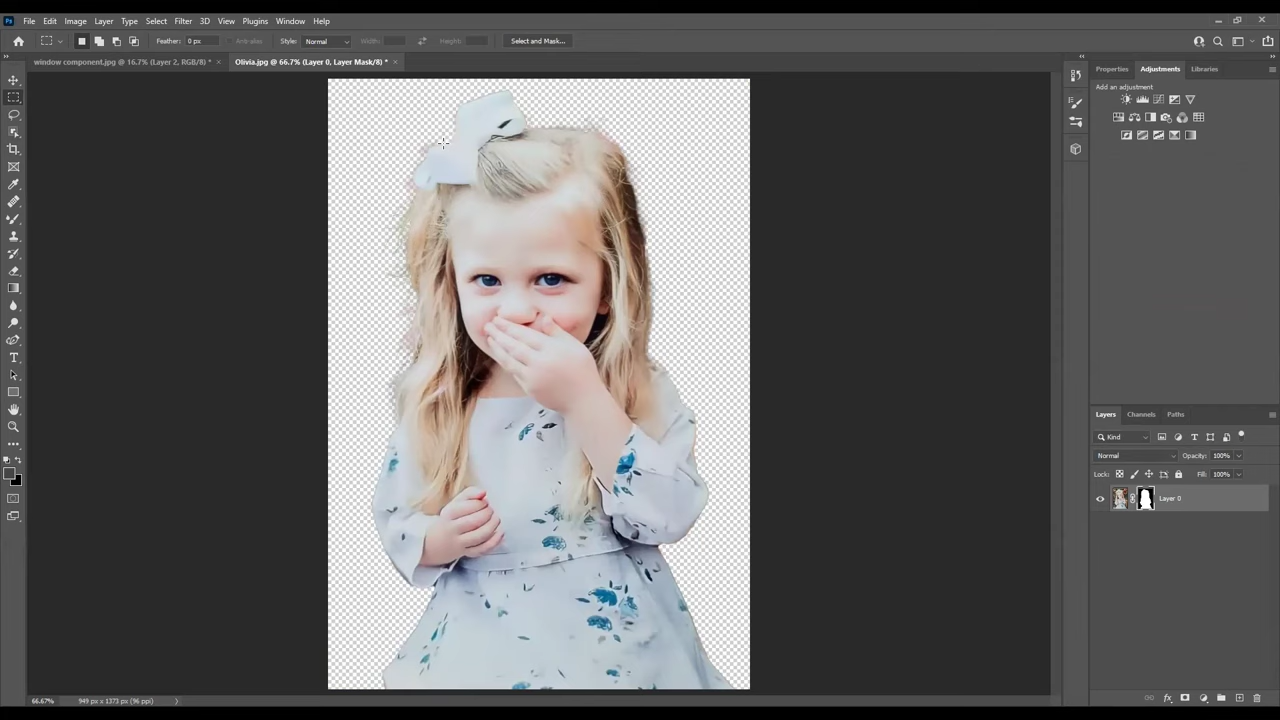 Ps File Edit Image Layer Type Select Filter 3D View Plugins Window Help
Feather: 0 px Anti-alias Style: Normal Width: Height: Select and Mask...
window component.jpg @ 16.7% (Layer 2, RGB/8) * × Olivia.jpg @ 66.7% (Layer 0, Layer Mask/8) * ×
Properties Adjustments Libraries
Add an adjustment
Layers Channels Paths
Kind
Normal Opacity: 100%
Lock: Fill: 100%
Layer 0
66.67% 949 px x 1373 px (96 ppi)